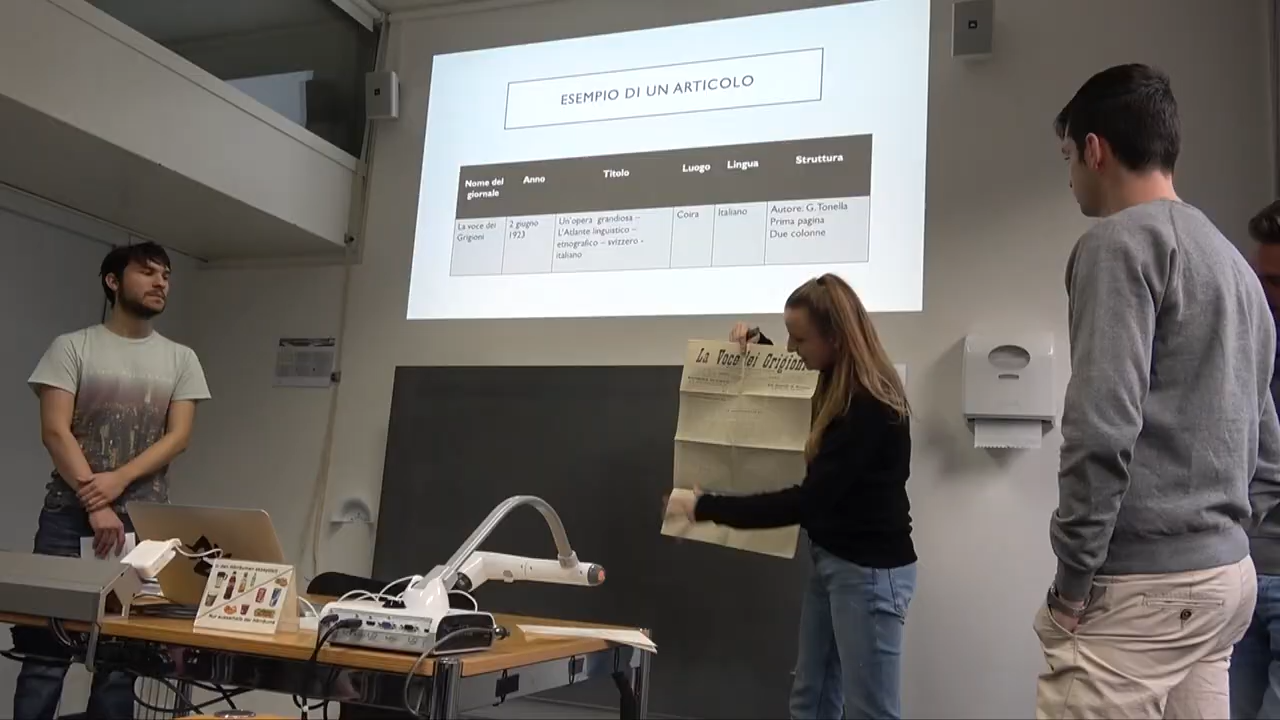 ESEMPIO DI UN ARTICOLO
Nome del giornale
Anno
Titolo
Luogo
Lingua
Struttura
La voce dei
Grigioni
2 giugno
1923
Un'opera grandiosa –
L'Atlante linguistico –
etnografico – svizzero -
italiano
Coira
Italiano
Autore: G. Tonella
Prima pagina
Due colonne
La Voce dei Grigioni